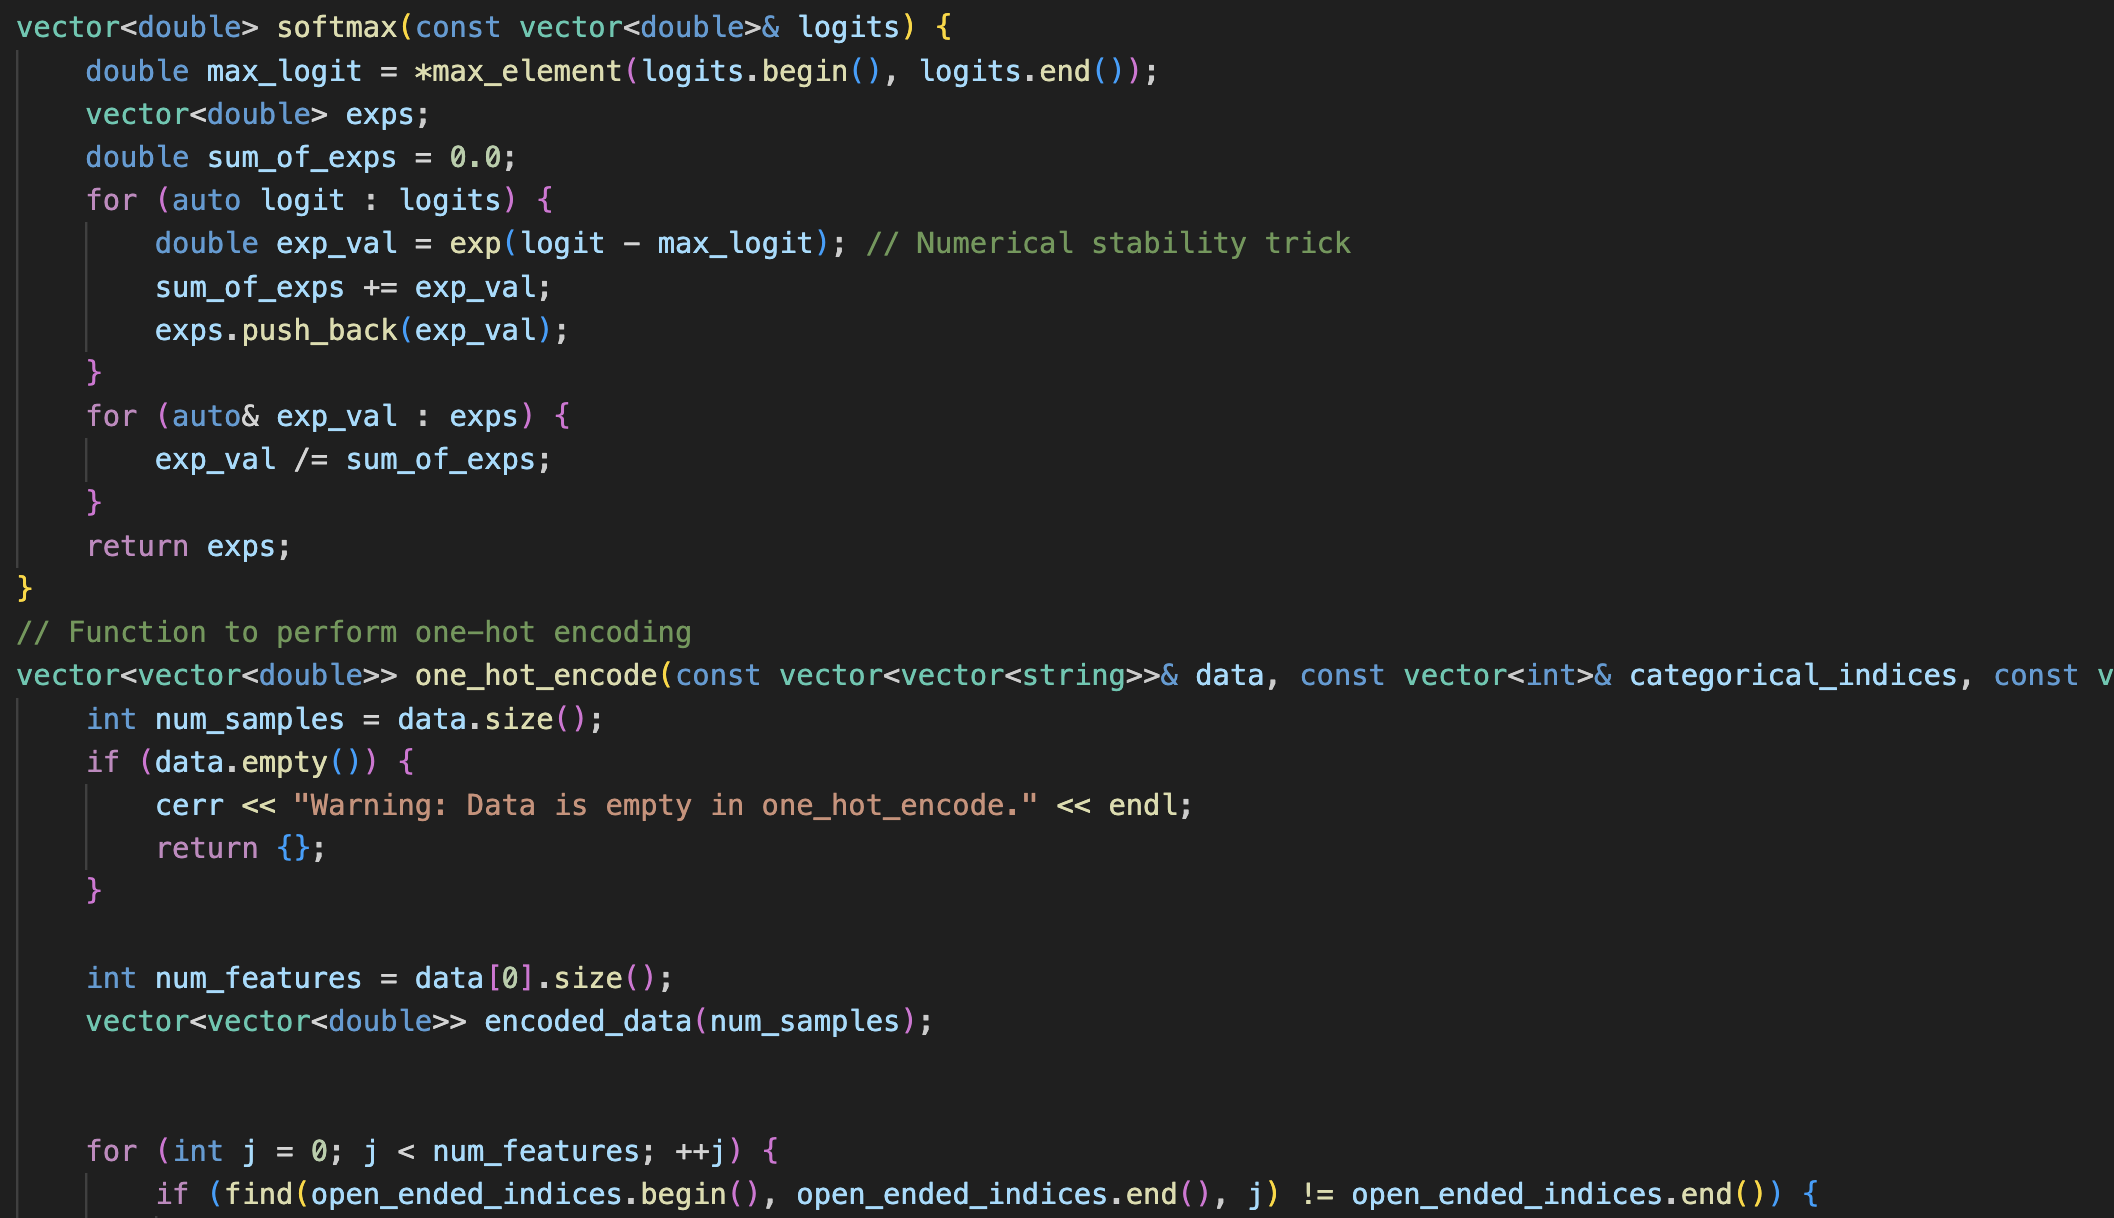 vector<double> softmax(const vector<double>& logits) {
    double max_logit = *max_element(logits.begin(), logits.end());
    vector<double> exps;
    double sum_of_exps = 0.0;
    for (auto logit : logits) {
        double exp_val = exp(logit - max_logit); // Numerical stability trick
        sum_of_exps += exp_val;
        exps.push_back(exp_val);
    }
    for (auto& exp_val : exps) {
        exp_val /= sum_of_exps;
    }
    return exps;
}
// Function to perform one-hot encoding
vector<vector<double>> one_hot_encode(const vector<vector<string>>& data, const vector<int>& categorical_indices, const v
    int num_samples = data.size();
    if (data.empty()) {
        cerr << "Warning: Data is empty in one_hot_encode." << endl;
        return {};
    }
    int num_features = data[0].size();
    vector<vector<double>> encoded_data(num_samples);
    for (int j = 0; j < num_features; ++j) {
        if (find(open_ended_indices.begin(), open_ended_indices.end(), j) != open_ended_indices.end()) {